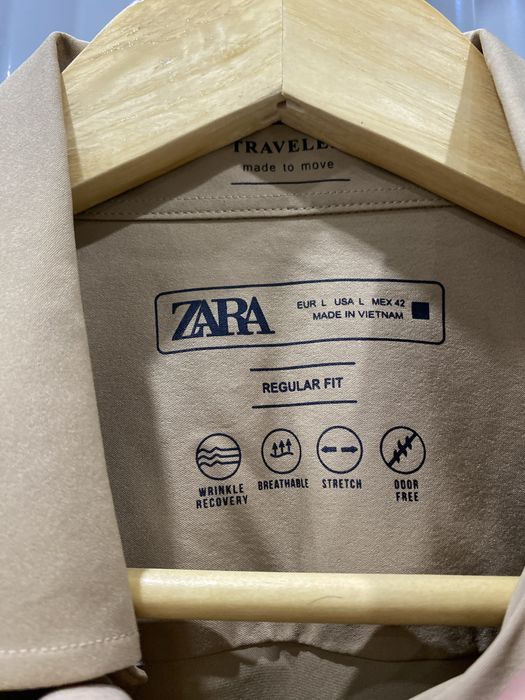 made to move
ZARA
EUR L USA L MEX 42
MADE IN VIETNAM
REGULAR FIT
WRINKLE
RECOVERY
BREATHABLE
STRETCH
ODOR
FREE